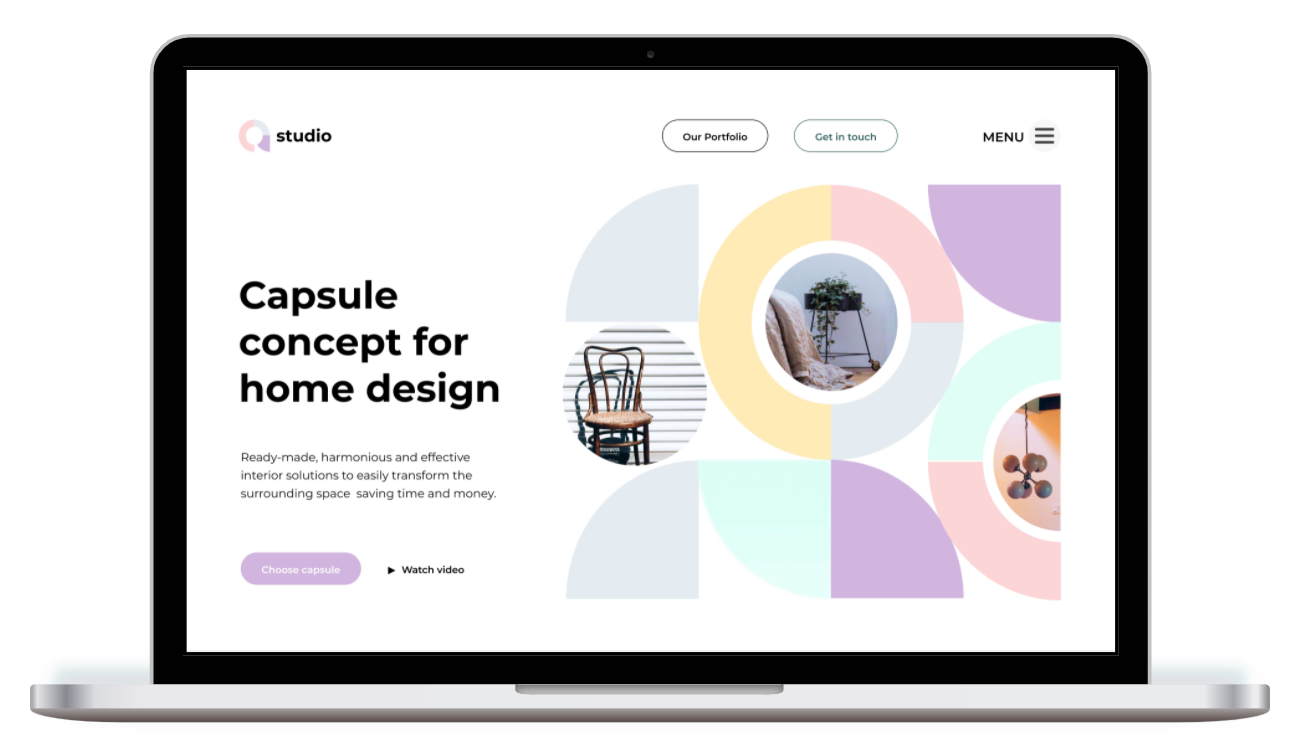 studio
Our Portfolio
Get in touch
MENU
Capsule
concept for
home design
Ready-made, harmonious and effective
interior solutions to easily transform the
surrounding space saving time and money.
Choose capsule
▶ Watch video